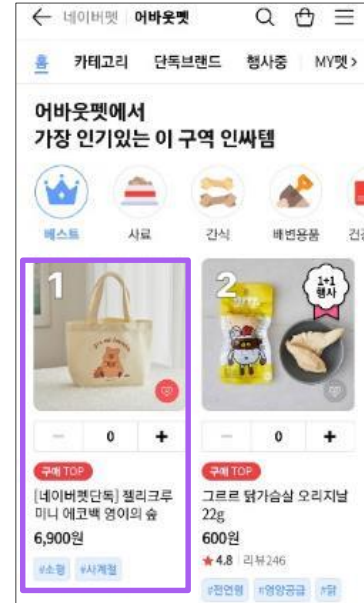 ← 네이버펫 어바웃펫
홈 카테고리 단독브랜드 행사중 MY펫 >
어바웃펫에서
가장 인기있는 이 구역 인싸템
베스트 사료 간식 배변용품
1
2
1+1
행사
− 0 +
− 0 +
구매 TOP
[네이버펫단독] 젤리크루
미니 에코백 영이의 숲
6,900원
#소형 #사계절
구매 TOP
그르르 닭가슴살 오리지날
22g
600원
★4.8 리뷰246
#전연령 #영양공급 #닭